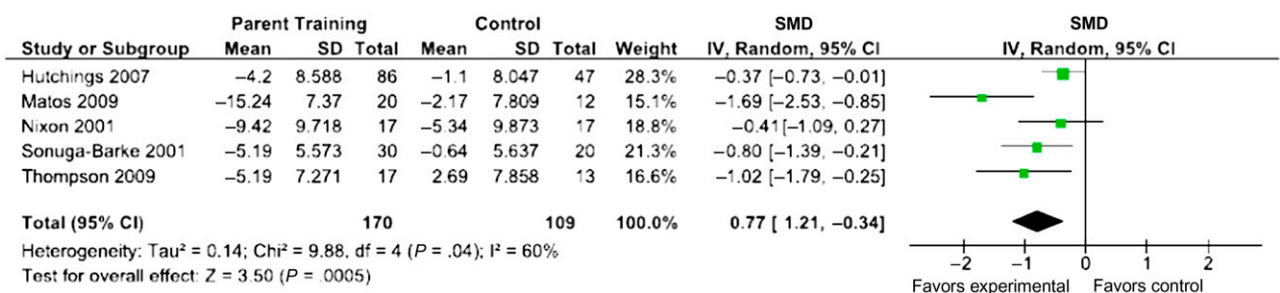 Parent Training Control SMD SMD
Study or Subgroup Mean SD Total Mean SD Total Weight IV, Random, 95% CI IV, Random, 95% CI
Hutchings 2007 −4.2 8.588 86 −1.1 8.047 47 28.3% −0.37 [−0.73, −0.01]
Matos 2009 −15.24 7.37 20 −2.17 7.809 12 15.1% −1.69 [−2.53, −0.85]
Nixon 2001 −9.42 9.718 17 −5.34 9.873 17 18.8% −0.41[−1.09, 0.27]
Sonuga-Barke 2001 −5.19 5.573 30 −0.64 5.637 20 21.3% −0.80 [−1.39, −0.21]
Thompson 2009 −5.19 7.271 17 2.69 7.858 13 16.6% −1.02 [−1.79, −0.25]
Total (95% CI) 170 109 100.0% 0.77 [ 1.21, −0.34]
Heterogeneity: Tau² = 0.14; Chi² = 9.88, df = 4 (P = .04); I² = 60%
Test for overall effect: Z = 3.50 (P = .0005)
−2 −1 0 1 2
Favors experimental Favors control